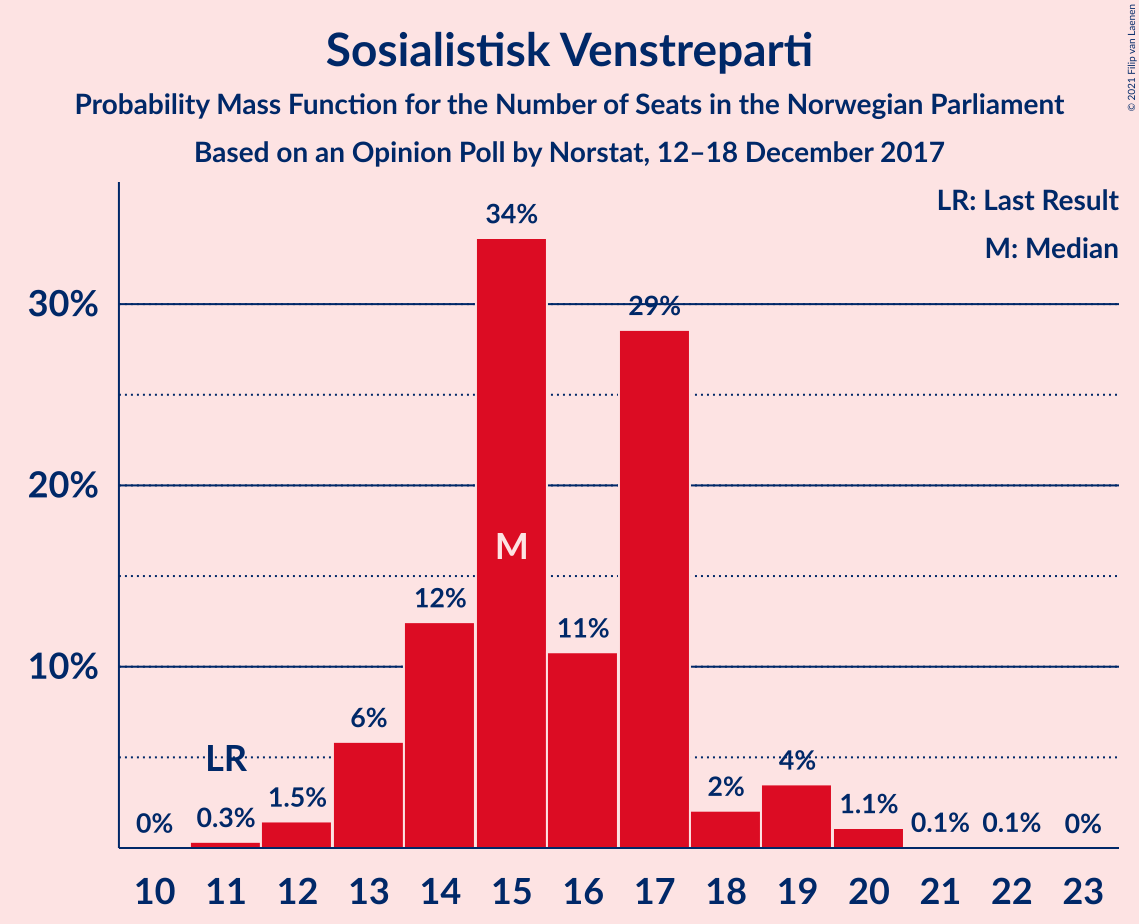 Sosialistisk Venstreparti
Probability Mass Function for the Number of Seats in the Norwegian Parliament
Based on an Opinion Poll by Norstat, 12–18 December 2017
© 2021 Filip van Laenen
LR: Last Result
M: Median
34%
30%
29%
20%
M
12%
11%
10%
6%
LR
4%
2%
1.5%
1.1%
0% 0.3% 0.1% 0.1% 0%
10 11 12 13 14 15 16 17 18 19 20 21 22 23